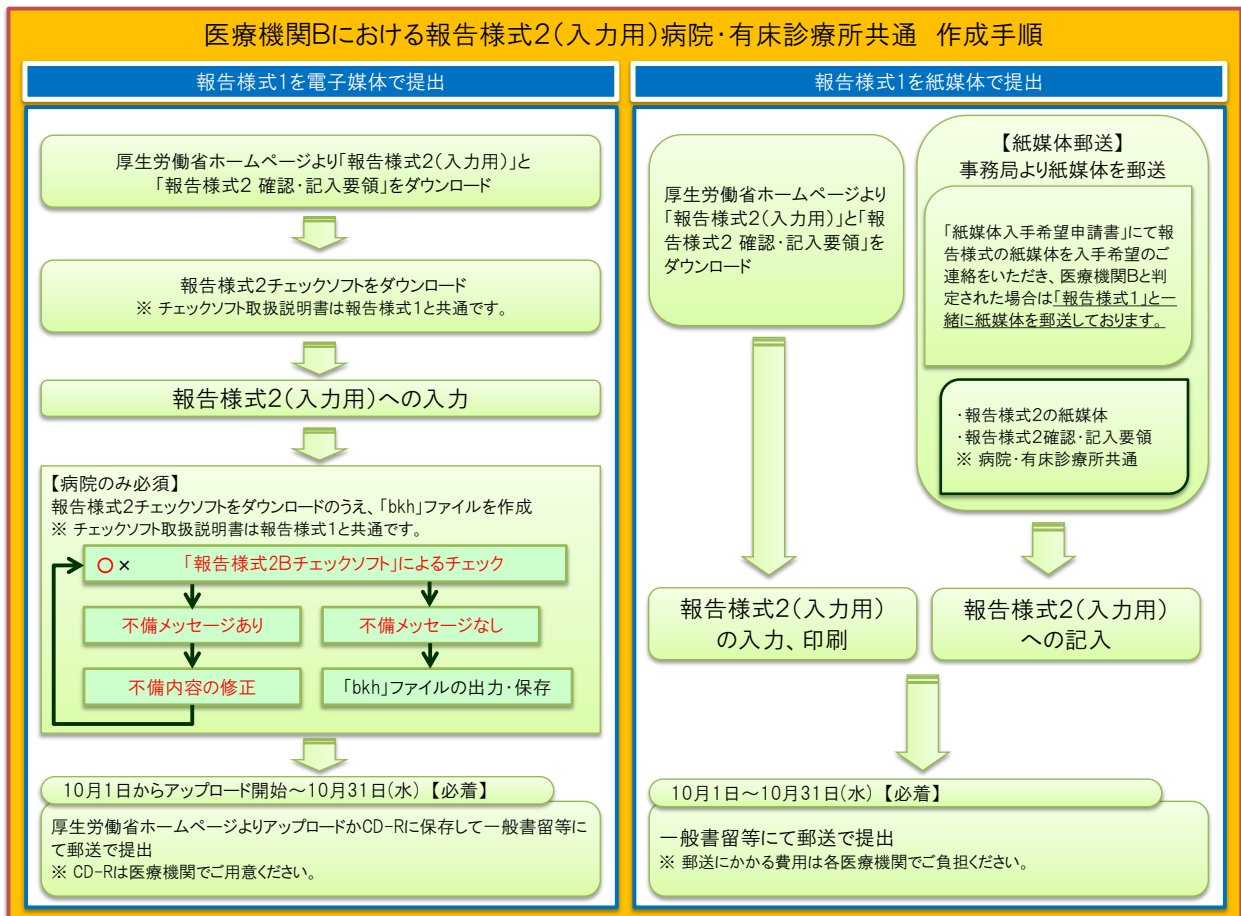 医療機関Bにおける報告様式2(入力用)病院・有床診療所共通 作成手順
報告様式1を電子媒体で提出
厚生労働省ホームページより「報告様式2(入力用)」と
「報告様式2 確認・記入要領」をダウンロード
報告様式2チェックソフトをダウンロード
※ チェックソフト取扱説明書は報告様式1と共通です。
報告様式2(入力用)への入力
【病院のみ必須】
報告様式2チェックソフトをダウンロードのうえ、「bkh」ファイルを作成
※ チェックソフト取扱説明書は報告様式1と共通です。
○× 「報告様式2Bチェックソフト」によるチェック
不備メッセージあり
不備メッセージなし
不備内容の修正
「bkh」ファイルの出力・保存
10月1日からアップロード開始～10月31日(水) 【必着】
厚生労働省ホームページよりアップロードかCD-Rに保存して一般書留等に
て郵送で提出
※ CD-Rは医療機関でご用意ください。
報告様式1を紙媒体で提出
厚生労働省ホームページより
「報告様式2(入力用)」と「報
告様式2 確認・記入要領」を
ダウンロード
【紙媒体郵送】
事務局より紙媒体を郵送
「紙媒体入手希望申請書」にて報
告様式の紙媒体を入手希望のご
連絡をいただき、医療機関Bと判
定された場合は「報告様式1」と一
緒に紙媒体を郵送しております。
・報告様式2の紙媒体
・報告様式2確認・記入要領
※ 病院・有床診療所共通
報告様式2(入力用)
の入力、印刷
報告様式2(入力用)
への記入
10月1日～10月31日(水) 【必着】
一般書留等にて郵送で提出
※ 郵送にかかる費用は各医療機関でご負担ください。